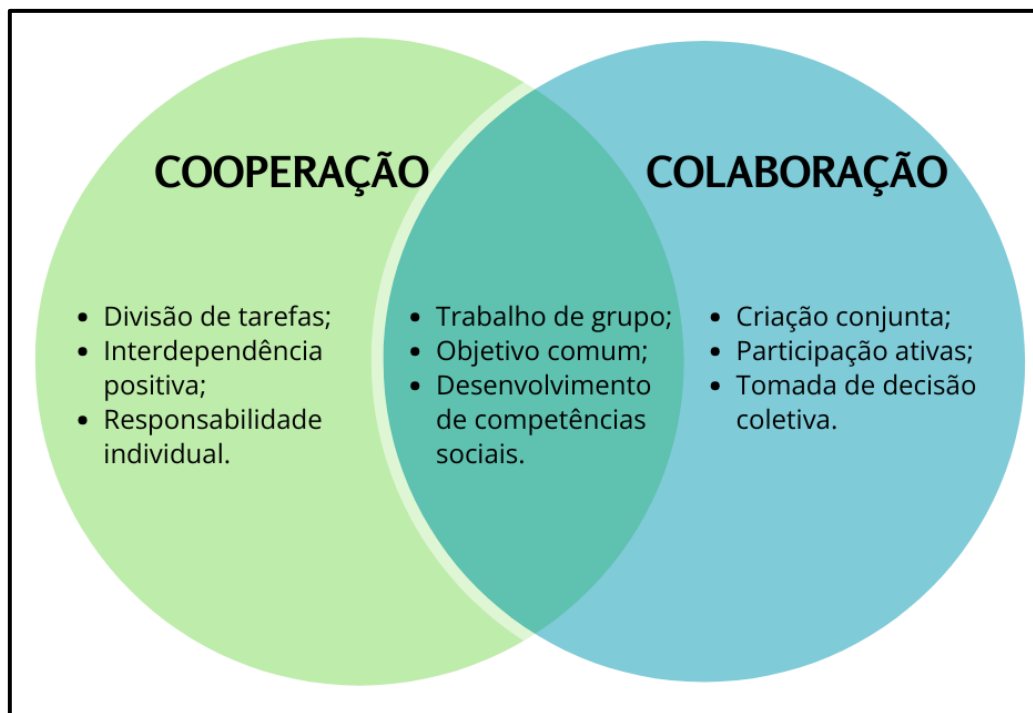 COOPERAÇÃO
• Divisão de tarefas;
• Interdependência
positiva;
• Responsabilidade
individual.
• Trabalho de grupo;
• Objetivo comum;
• Desenvolvimento
de competências
sociais.
COLABORAÇÃO
• Criação conjunta;
• Participação ativas;
• Tomada de decisão
coletiva.